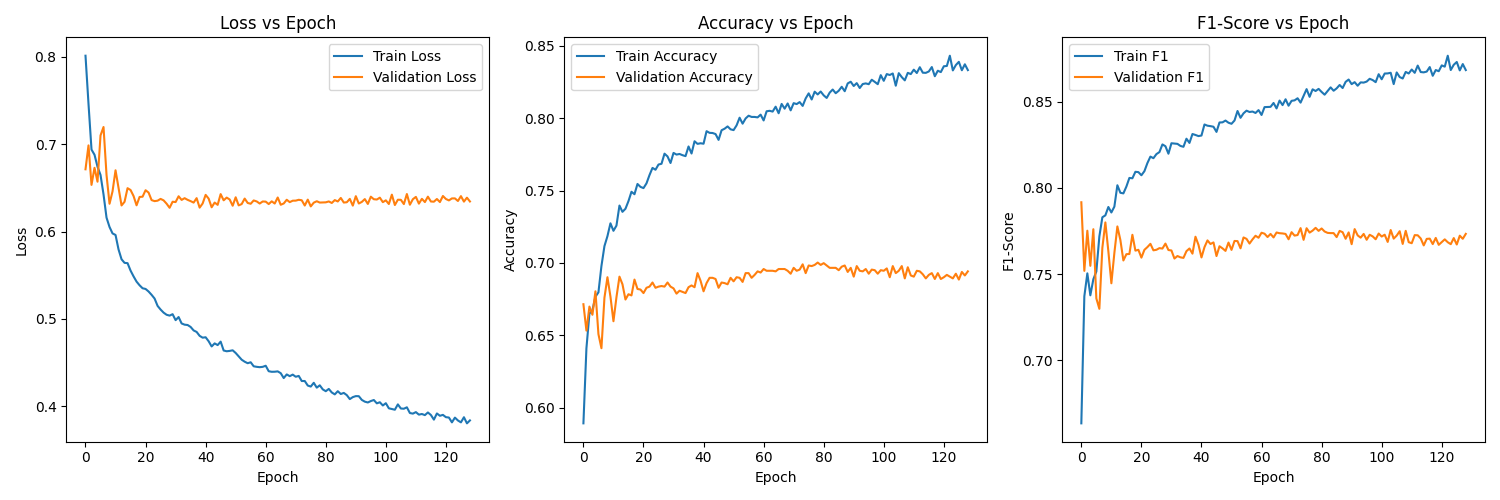 Loss vs Epoch
Train Loss
Validation Loss
0.8
0.7
0.6
0.5
0.4
Loss
0 20 40 60 80 100 120
Epoch
Accuracy vs Epoch
Train Accuracy
Validation Accuracy
0.85
0.80
0.75
0.70
0.65
0.60
Accuracy
0 20 40 60 80 100 120
Epoch
F1-Score vs Epoch
Train F1
Validation F1
0.85
0.80
0.75
0.70
F1-Score
0 20 40 60 80 100 120
Epoch